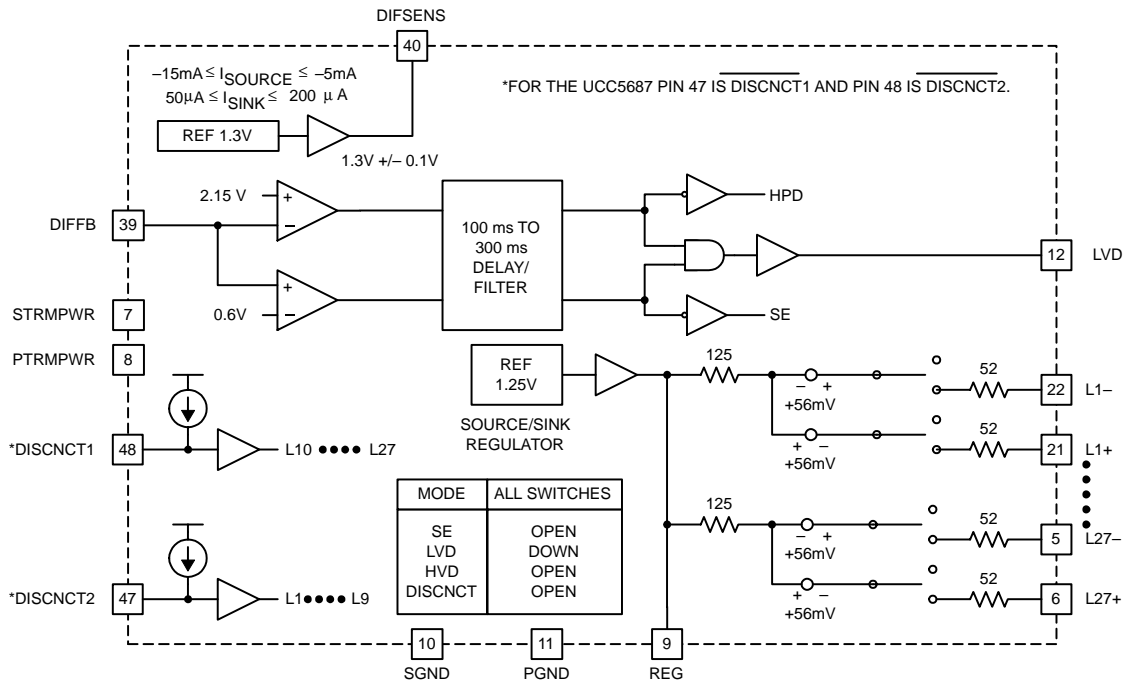 DIFSENS
40
–15mA ≤ I SOURCE ≤ –5mA
50μA ≤ I SINK ≤ 200 μ A
*FOR THE UCC5687 PIN 47 IS DISCNCT1 AND PIN 48 IS DISCNCT2.
REF 1.3V
1.3V +/– 0.1V
2.15 V
+
–
HPD
DIFFB
39
100 ms TO
300 ms
DELAY/
FILTER
12
LVD
+
–
0.6V
SE
STRMPWR
7
PTRMPWR
8
REF
1.25V
SOURCE/SINK
REGULATOR
125
– +
+56mV
52
22
L1–
+ –
+56mV
52
21
L1+
*DISCNCT1
48
L10 •••• L27
MODE ALL SWITCHES
SE OPEN
LVD DOWN
HVD OPEN
DISCNCT OPEN
125
– +
+56mV
52
5
L27–
+ –
+56mV
52
6
L27+
*DISCNCT2
47
L1 •••• L9
10
SGND
11
PGND
9
REG